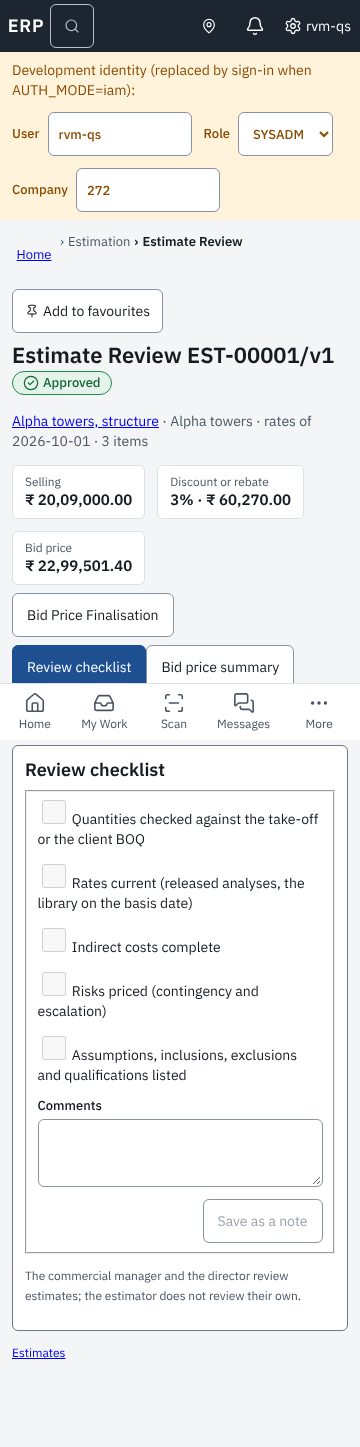 ERP
rvm-qs
Development identity (replaced by sign-in when
AUTH_MODE=iam):
User rvm-qs Role SYSADM
Company 272
Home › Estimation › Estimate Review
Add to favourites
Estimate Review EST-00001/v1
Approved
Alpha towers, structure · Alpha towers · rates of
2026-10-01 · 3 items
Selling
₹ 20,09,000.00
Discount or rebate
3% · ₹ 60,270.00
Bid price
₹ 22,99,501.40
Bid Price Finalisation
Review checklist
Bid price summary
Home
My Work
Scan
Messages
More
Review checklist
Quantities checked against the take-off
or the client BOQ
Rates current (released analyses, the
library on the basis date)
Indirect costs complete
Risks priced (contingency and
escalation)
Assumptions, inclusions, exclusions
and qualifications listed
Comments
Save as a note
The commercial manager and the director review
estimates; the estimator does not review their own.
Estimates